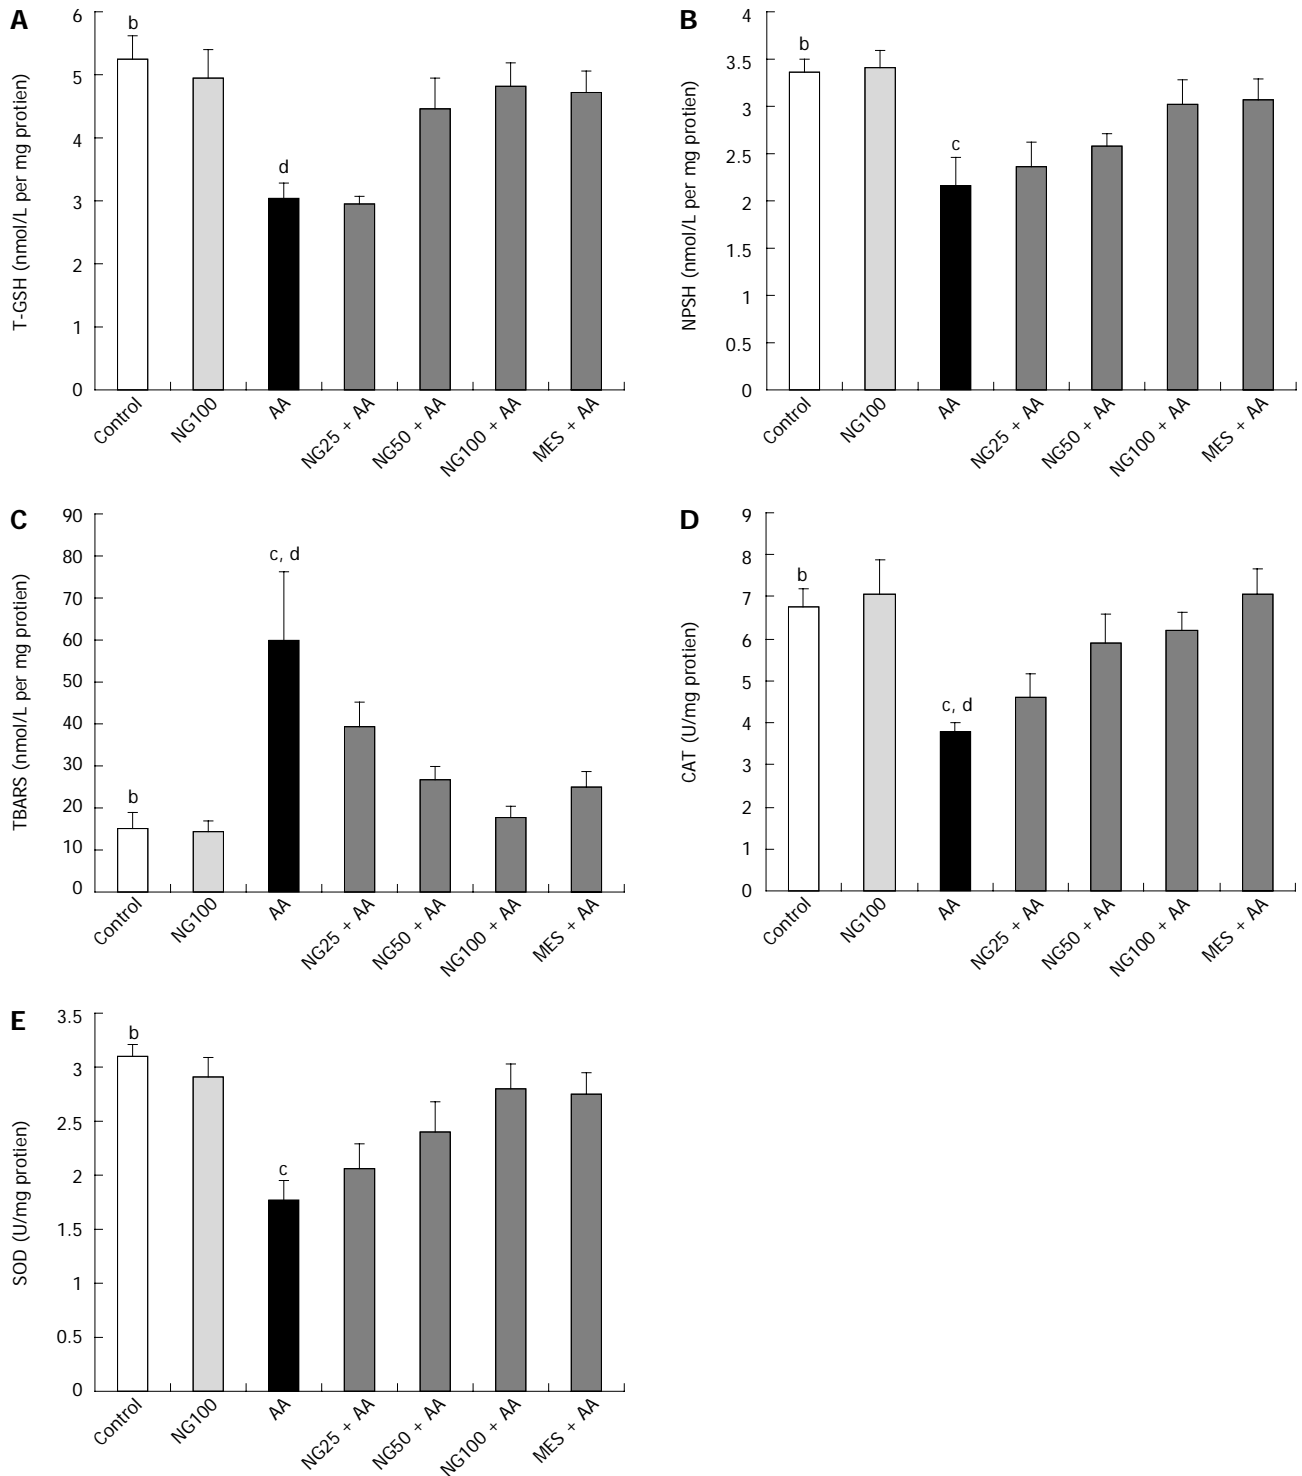 A
T-GSH (nmol/L per mg protien)
6
5
4
3
2
1
0
b
d
Control
NG100
AA
NG25 + AA
NG50 + AA
NG100 + AA
MES + AA
B
NPSH (nmol/L per mg protien)
4
3.5
3
2.5
2
1.5
1
0.5
0
b
c
Control
NG100
AA
NG25 + AA
NG50 + AA
NG100 + AA
MES + AA
C
TBARS (nmol/L per mg protien)
90
80
70
60
50
40
30
20
10
0
b
c, d
Control
NG100
AA
NG25 + AA
NG50 + AA
NG100 + AA
MES + AA
D
CAT (U/mg protien)
9
8
7
6
5
4
3
2
1
0
b
c, d
Control
NG100
AA
NG25 + AA
NG50 + AA
NG100 + AA
MES + AA
E
SOD (U/mg protien)
3.5
3
2.5
2
1.5
1
0.5
0
b
c
Control
NG100
AA
NG25 + AA
NG50 + AA
NG100 + AA
MES + AA